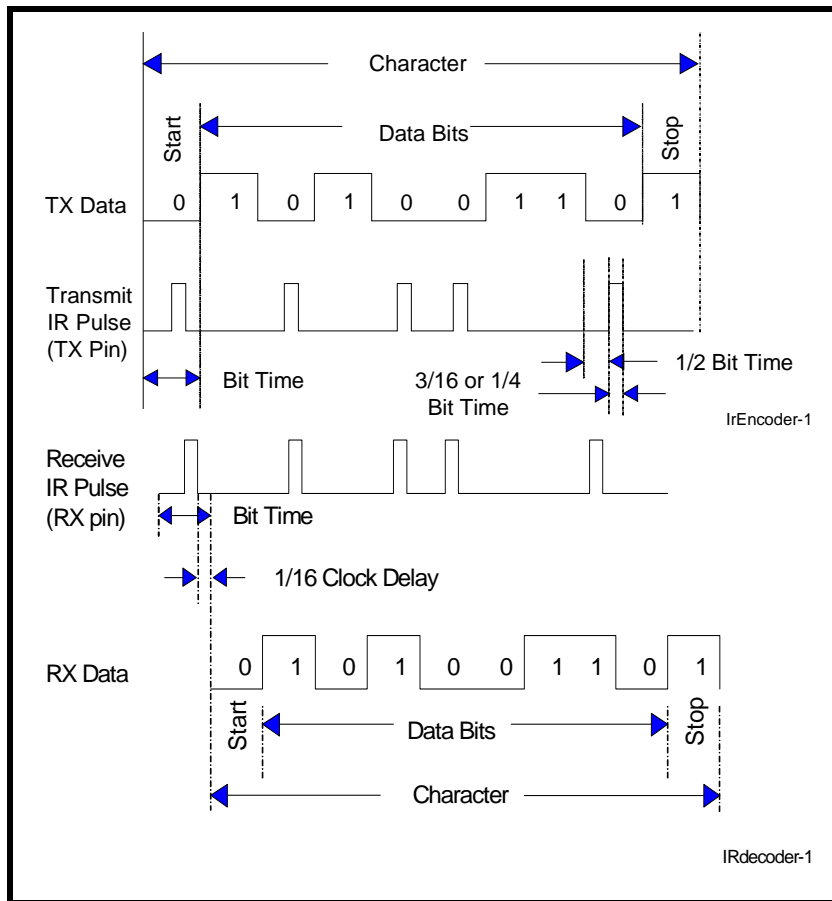 Character
Start
Data Bits
Stop
TX Data
0 1 0 1 0 0 1 1 0 1
Transmit
IR Pulse
(TX Pin)
Bit Time
1/2 Bit Time
3/16 or 1/4
Bit Time
IrEncoder-1
Receive
IR Pulse
(RX pin)
Bit Time
1/16 Clock Delay
RX Data
0 1 0 1 0 0 1 1 0 1
Start
Data Bits
Stop
Character
IRdecoder-1